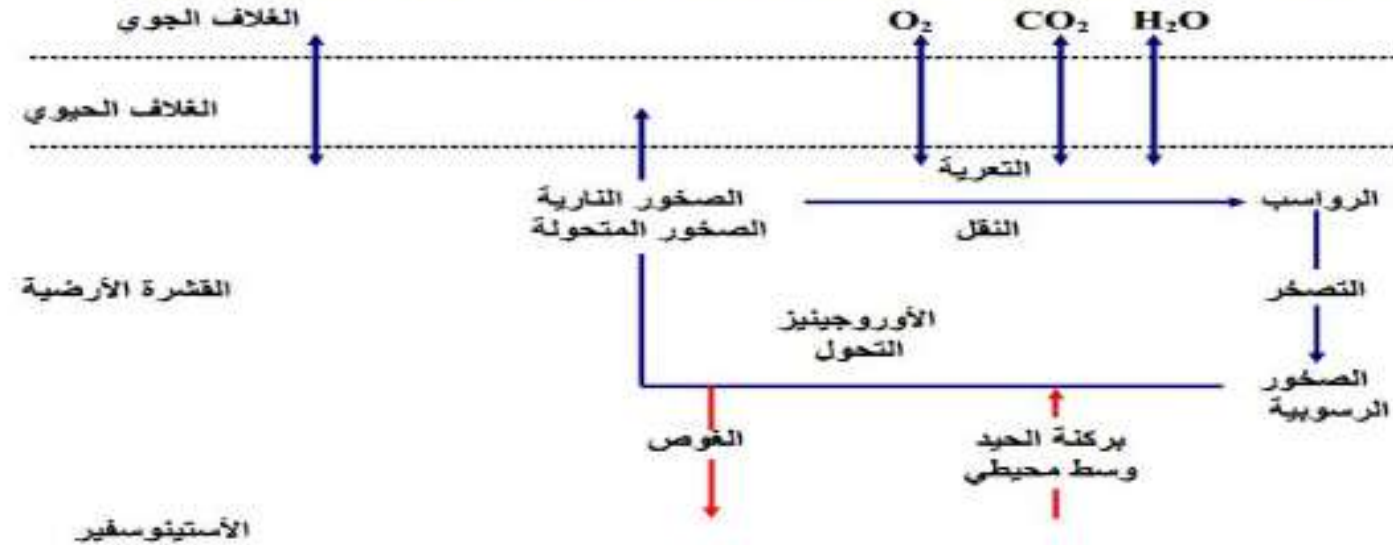 الغلاف الجوي
O₂ CO₂ H₂O
الغلاف الحيوي
التعرية
الصخور النارية
الصخور المتحولة
النقل
الرواسب
القشرة الأرضية
التصخر
الأوروجينيز
التحول
الصخور
الرسوبية
الغوص
بركنة الحيد
وسط محيطي
الأستينوسفير